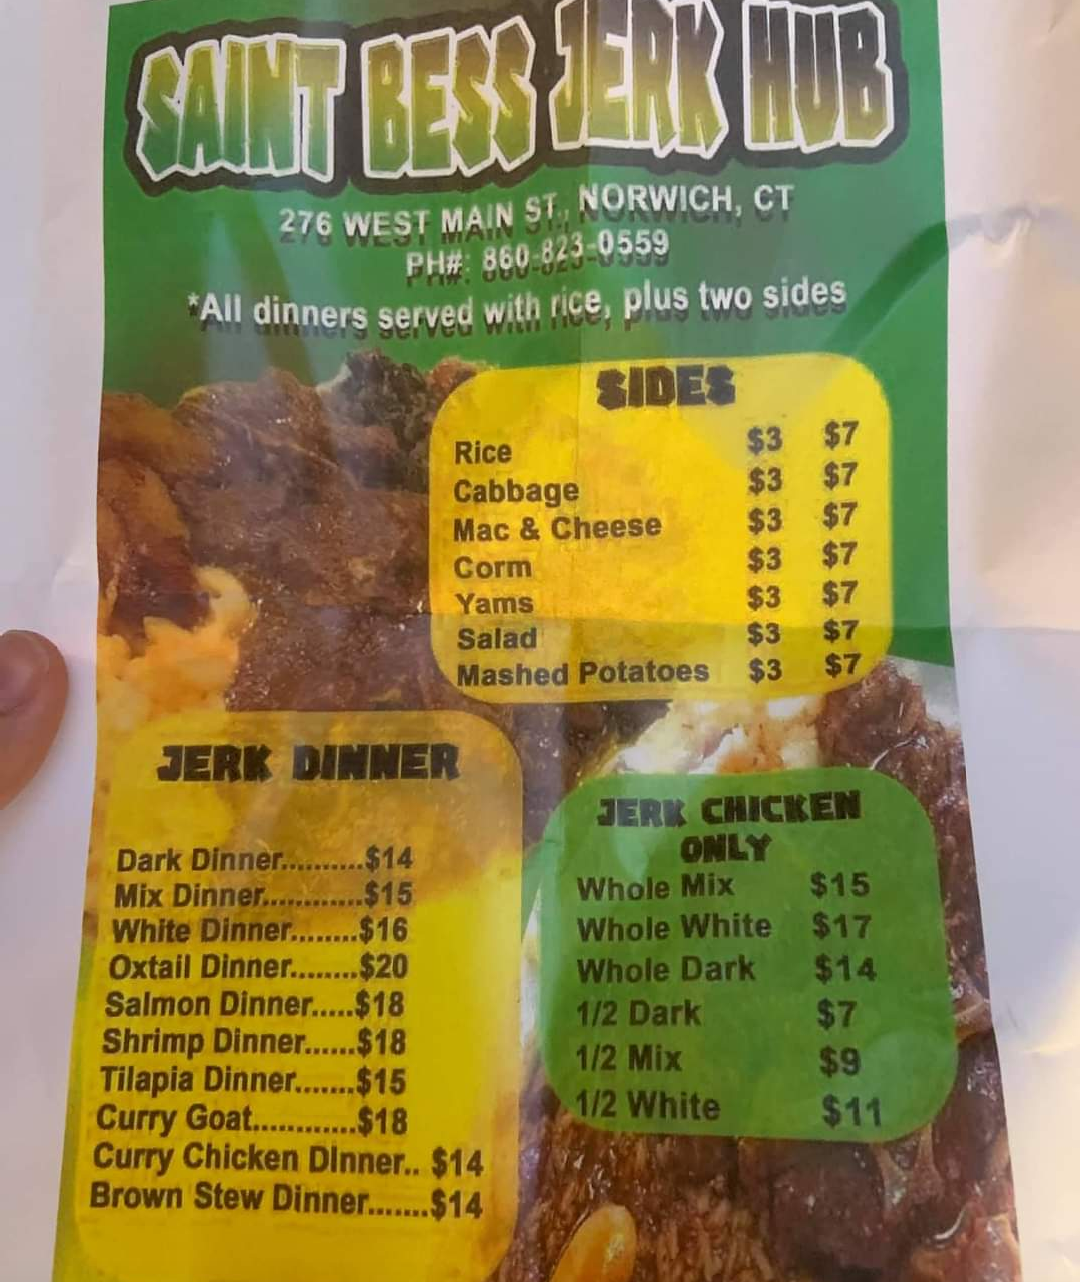 SAINT BESS JERK HUB
276 WEST MAIN ST., NORWICH, CT
PH#: 860-823-0559
*All dinners served with rice, plus two sides
SIDES
Rice $3 $7
Cabbage $3 $7
Mac & Cheese $3 $7
Corm $3 $7
Yams $3 $7
Salad $3 $7
Mashed Potatoes $3 $7
JERK DINNER
Dark Dinner..........$14
Mix Dinner............$15
White Dinner........$16
Oxtail Dinner........$20
Salmon Dinner.....$18
Shrimp Dinner......$18
Tilapia Dinner.......$15
Curry Goat............$18
Curry Chicken DInner.. $14
Brown Stew Dinner.......$14
JERK CHICKEN
ONLY
Whole Mix $15
Whole White $17
Whole Dark $14
1/2 Dark $7
1/2 Mix $9
1/2 White $11